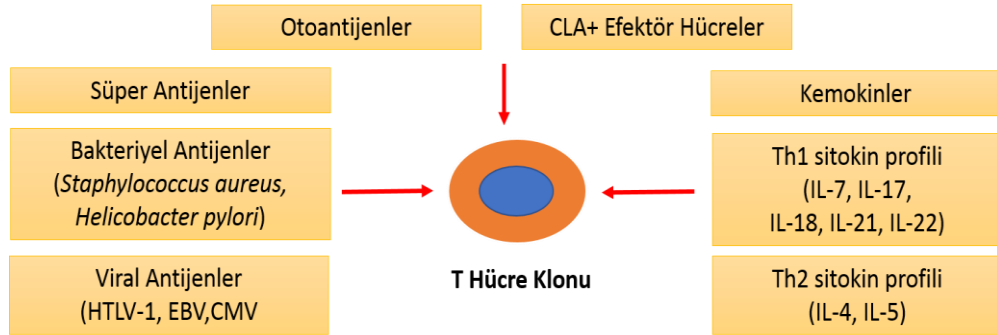 Otoantijenler
CLA+ Efektör Hücreler
Süper Antijenler
Bakteriyel Antijenler
(Staphylococcus aureus,
Helicobacter pylori)
Viral Antijenler
(HTLV-1, EBV,CMV
T Hücre Klonu
Kemokinler
Th1 sitokin profili
(IL-7, IL-17,
IL-18, IL-21, IL-22)
Th2 sitokin profili
(IL-4, IL-5)